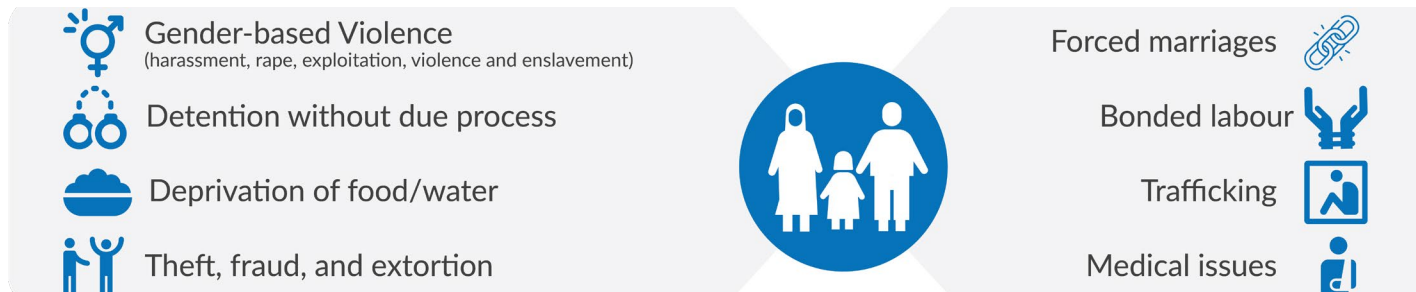 Gender-based Violence
(harassment, rape, exploitation, violence and enslavement)
Detention without due process
Deprivation of food/water
Theft, fraud, and extortion
Forced marriages
Bonded labour
Trafficking
Medical issues